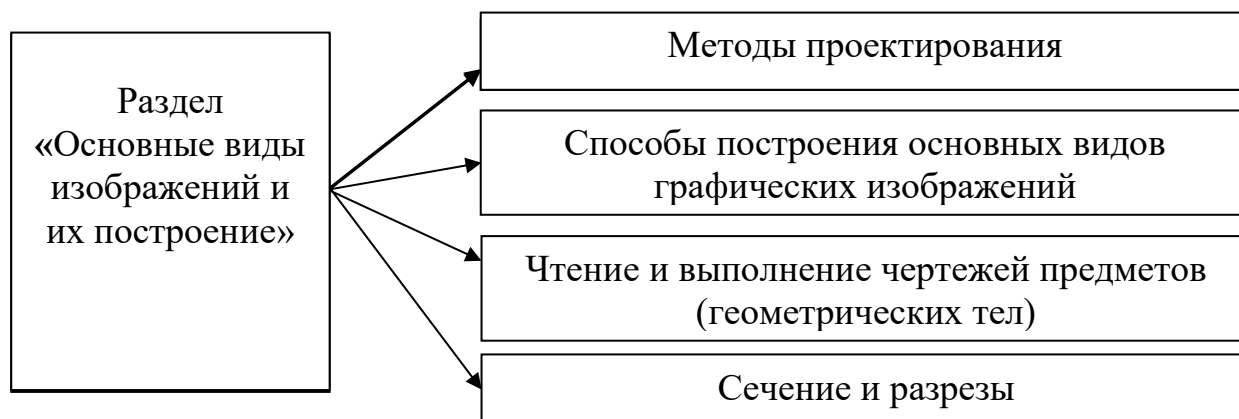 Раздел
«Основные виды
изображений и
их построение»
Методы проектирования
Способы построения основных видов
графических изображений
Чтение и выполнение чертежей предметов
(геометрических тел)
Сечение и разрезы